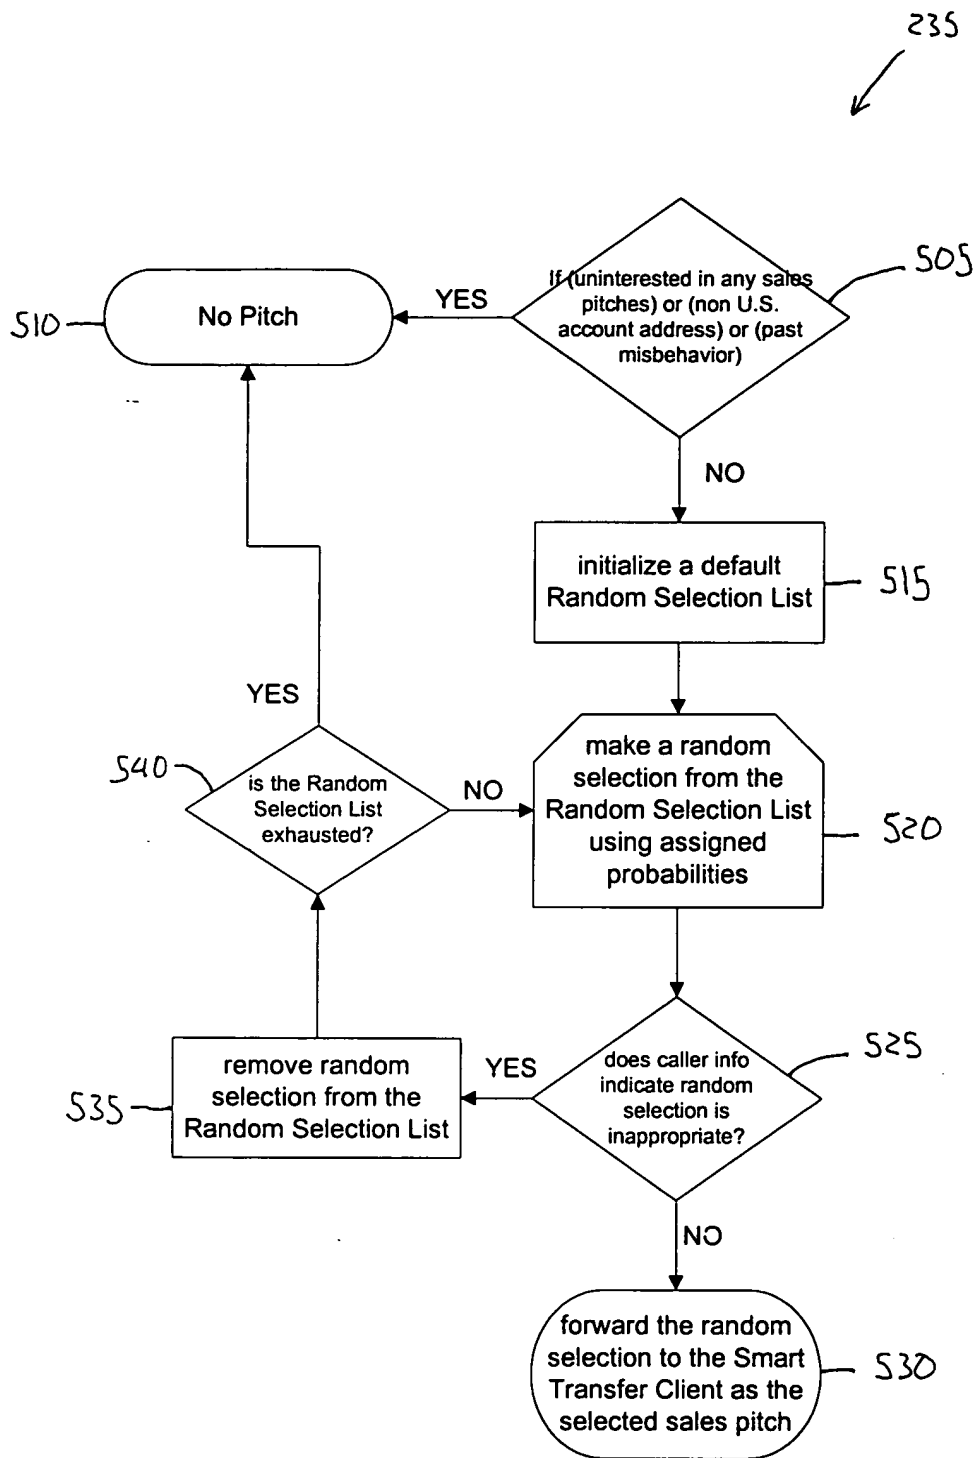 235
If (uninterested in any sales
pitches) or (non U.S.
account address) or (past
misbehavior)
505
YES
No Pitch
510
NO
initialize a default
Random Selection List
515
YES
make a random
selection from the
Random Selection List
using assigned
probabilities
520
540
is the Random
Selection List
exhausted?
NO
does caller info
indicate random
selection is
inappropriate?
525
YES
remove random
selection from the
Random Selection List
535
NO
forward the random
selection to the Smart
Transfer Client as the
selected sales pitch
530